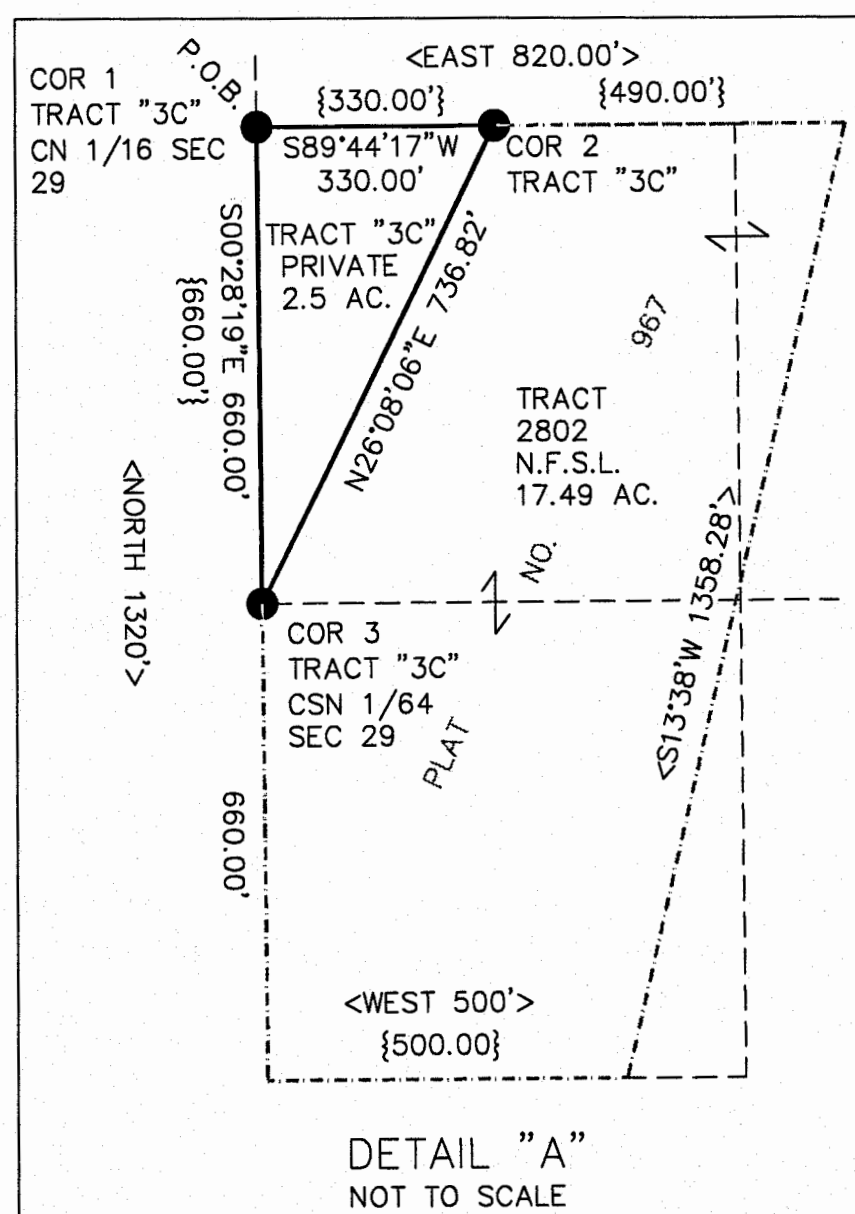 P.O.B.
<EAST 820.00'>
COR 1
TRACT "3C"
CN 1/16 SEC
29
{330.00'}
{490.00'}
S89°44'17"W
330.00'
COR 2
TRACT "3C"
S00°28'19"E 660.00'
{660.00'}
TRACT "3C"
PRIVATE
2.5 AC.
N26°08'06"E 736.82'
967
TRACT
2802
N.F.S.L.
17.49 AC.
<NORTH 1320'>
NO.
<S13°38'W 1358.28'>
COR 3
TRACT "3C"
CSN 1/64
SEC 29
PLAT
660.00'
<WEST 500'>
{500.00}
DETAIL "A"
NOT TO SCALE